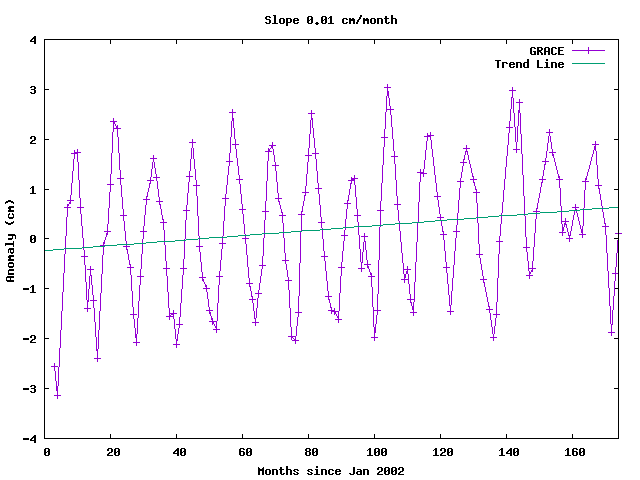 Slope 0.01 cm/month
GRACE
Trend Line
4
3
2
1
0
-1
-2
-3
-4
Anomaly (cm)
0 20 40 60 80 100 120 140 160
Months since Jan 2002